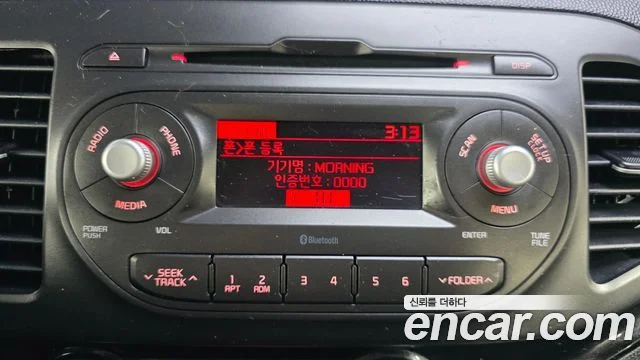 DISP
3:13
폰>폰 등록
기기명 : MORNING
인증번호 : 0000
RADIO
PHONE
MEDIA
SCAN
SETUP
CLOCK
MENU
POWER
PUSH
VOL
ENTER
TUNE
FILE
Bluetooth
SEEK
TRACK
1
RPT
2
RDM
3
4
5
6
FOLDER
신뢰를 더하다
encar.com